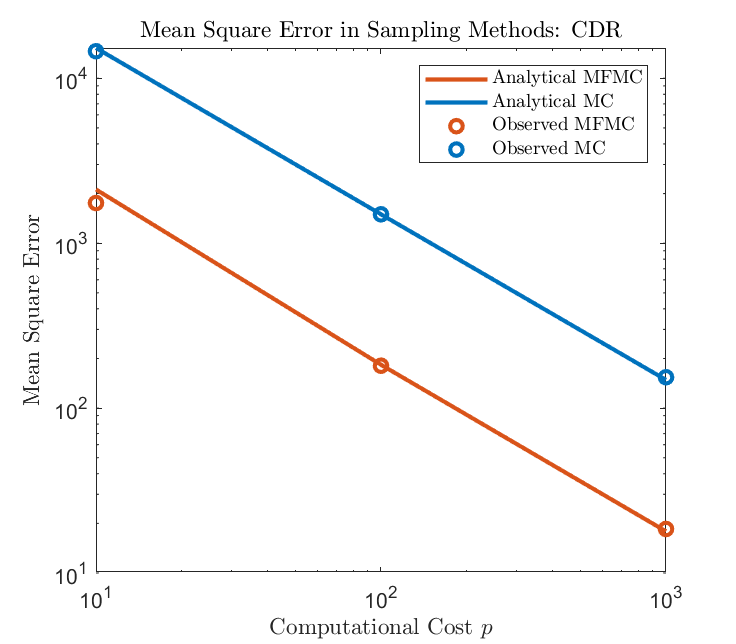 Mean Square Error in Sampling Methods: CDR
Analytical MFMC
Analytical MC
Observed MFMC
Observed MC
Mean Square Error
10^4
10^3
10^2
10^1
10^1
10^2
10^3
Computational Cost p